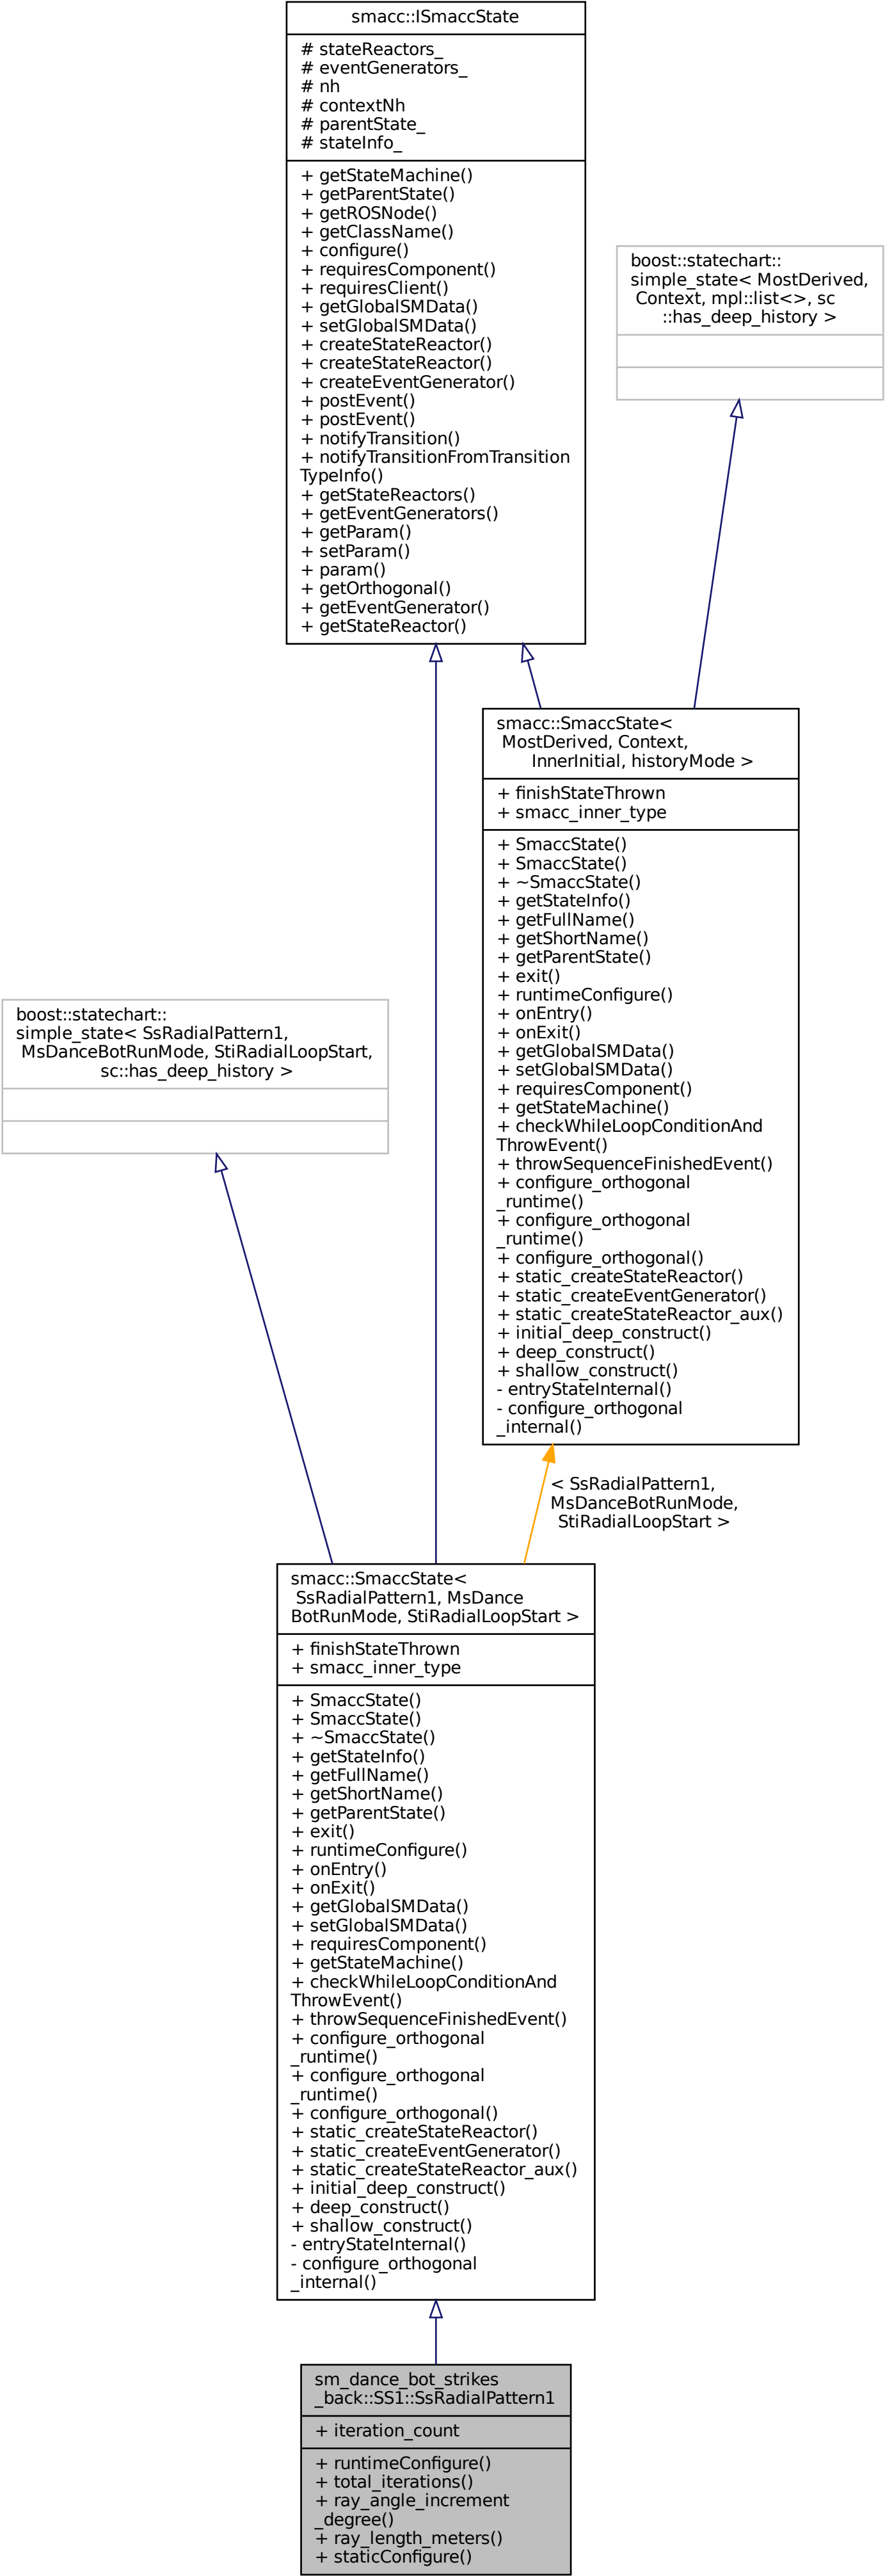 smacc::ISmaccState
# stateReactors_
# eventGenerators_
# nh
# contextNh
# parentState_
# stateInfo_
+ getStateMachine()
+ getParentState()
+ getROSNode()
+ getClassName()
+ configure()
+ requiresComponent()
+ requiresClient()
+ getGlobalSMData()
+ setGlobalSMData()
+ createStateReactor()
+ createStateReactor()
+ createEventGenerator()
+ postEvent()
+ postEvent()
+ notifyTransition()
+ notifyTransitionFromTransition
TypeInfo()
+ getStateReactors()
+ getEventGenerators()
+ getParam()
+ setParam()
+ param()
+ getOrthogonal()
+ getEventGenerator()
+ getStateReactor()
boost::statechart::
simple_state< MostDerived,
Context, mpl::list<>, sc
::has_deep_history >
smacc::SmaccState<
MostDerived, Context,
InnerInitial, historyMode >
+ finishStateThrown
+ smacc_inner_type
+ SmaccState()
+ SmaccState()
+ ~SmaccState()
+ getStateInfo()
+ getFullName()
+ getShortName()
+ getParentState()
+ exit()
+ runtimeConfigure()
+ onEntry()
+ onExit()
+ getGlobalSMData()
+ setGlobalSMData()
+ requiresComponent()
+ getStateMachine()
+ checkWhileLoopConditionAnd
ThrowEvent()
+ throwSequenceFinishedEvent()
+ configure_orthogonal
_runtime()
+ configure_orthogonal
_runtime()
+ configure_orthogonal()
+ static_createStateReactor()
+ static_createEventGenerator()
+ static_createStateReactor_aux()
+ initial_deep_construct()
+ deep_construct()
+ shallow_construct()
- entryStateInternal()
- configure_orthogonal
_internal()
boost::statechart::
simple_state< SsRadialPattern1,
MsDanceBotRunMode, StiRadialLoopStart,
sc::has_deep_history >
< SsRadialPattern1,
MsDanceBotRunMode,
StiRadialLoopStart >
smacc::SmaccState<
SsRadialPattern1, MsDance
BotRunMode, StiRadialLoopStart >
+ finishStateThrown
+ smacc_inner_type
+ SmaccState()
+ SmaccState()
+ ~SmaccState()
+ getStateInfo()
+ getFullName()
+ getShortName()
+ getParentState()
+ exit()
+ runtimeConfigure()
+ onEntry()
+ onExit()
+ getGlobalSMData()
+ setGlobalSMData()
+ requiresComponent()
+ getStateMachine()
+ checkWhileLoopConditionAnd
ThrowEvent()
+ throwSequenceFinishedEvent()
+ configure_orthogonal
_runtime()
+ configure_orthogonal
_runtime()
+ configure_orthogonal()
+ static_createStateReactor()
+ static_createEventGenerator()
+ static_createStateReactor_aux()
+ initial_deep_construct()
+ deep_construct()
+ shallow_construct()
- entryStateInternal()
- configure_orthogonal
_internal()
sm_dance_bot_strikes
_back::SS1::SsRadialPattern1
+ iteration_count
+ runtimeConfigure()
+ total_iterations()
+ ray_angle_increment
_degree()
+ ray_length_meters()
+ staticConfigure()